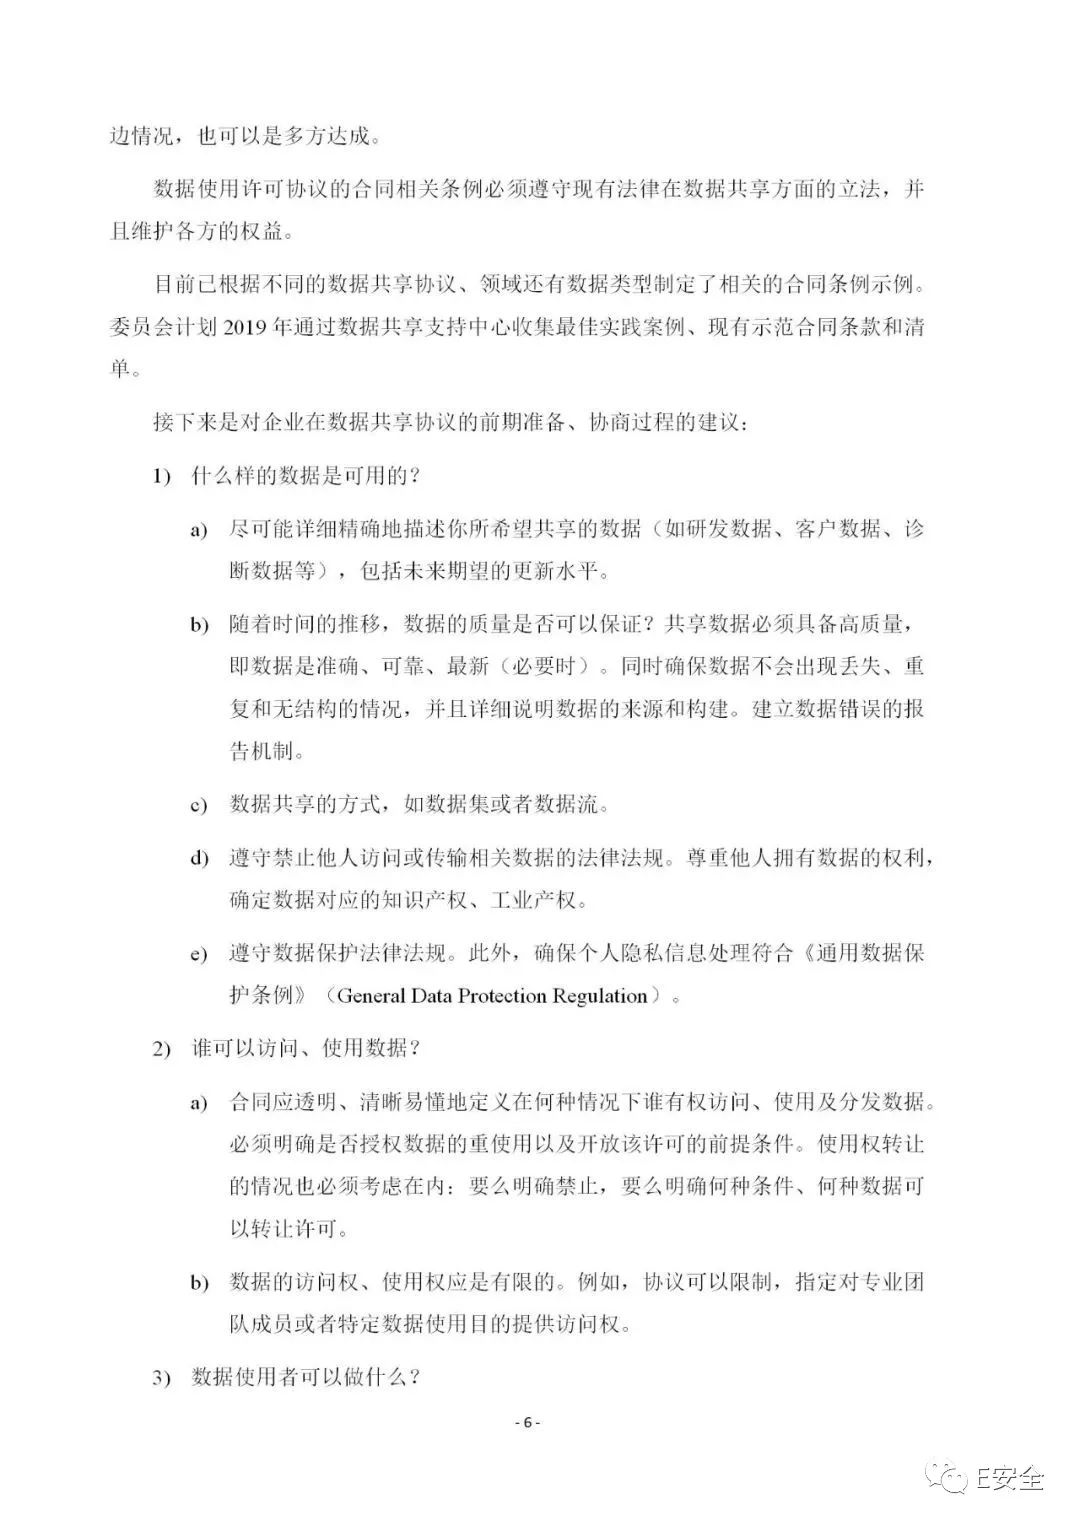 边情况，也可以是多方达成。
数据使用许可协议的合同相关条例必须遵守现有法律在数据共享方面的立法，并
且维护各方的权益。
目前已根据不同的数据共享协议、领域还有数据类型制定了相关的合同条例示例。
委员会计划 2019 年通过数据共享支持中心收集最佳实践案例、现有示范合同条款和清
单。
接下来是对企业在数据共享协议的前期准备、协商过程的建议：
1) 什么样的数据是可用的？
a) 尽可能详细精确地描述你所希望共享的数据（如研发数据、客户数据、诊
断数据等），包括未来期望的更新水平。
b) 随着时间的推移，数据的质量是否可以保证？共享数据必须具备高质量，
即数据是准确、可靠、最新（必要时）。同时确保数据不会出现丢失、重
复和无结构的情况，并且详细说明数据的来源和构建。建立数据错误的报
告机制。
c) 数据共享的方式，如数据集或者数据流。
d) 遵守禁止他人访问或传输相关数据的法律法规。尊重他人拥有数据的权利，
确定数据对应的知识产权、工业产权。
e) 遵守数据保护法律法规。此外，确保个人隐私信息处理符合《通用数据保
护条例》（General Data Protection Regulation）。
2) 谁可以访问、使用数据？
a) 合同应透明、清晰易懂地定义在何种情况下谁有权访问、使用及分发数据。
必须明确是否授权数据的重使用以及开放该许可的前提条件。使用权转让
的情况也必须考虑在内：要么明确禁止，要么明确何种条件、何种数据可
以转让许可。
b) 数据的访问权、使用权应是有限的。例如，协议可以限制，指定对专业团
队成员或者特定数据使用目的提供访问权。
3) 数据使用者可以做什么？
- 6 -
E安全